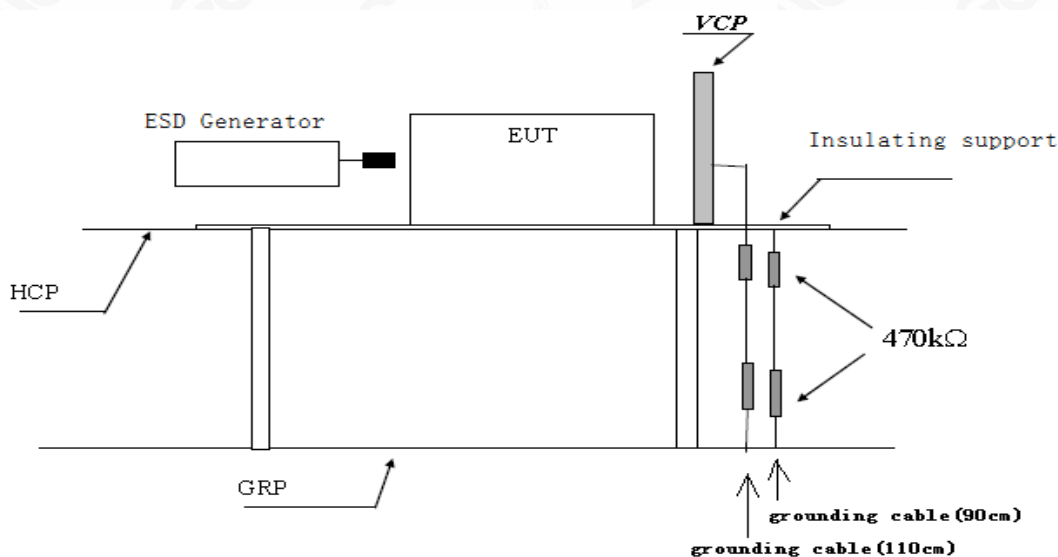 VCP
ESD Generator
EUT
Insulating support
HCP
470kΩ
GRP
grounding cable(90cm)
grounding cable(110cm)